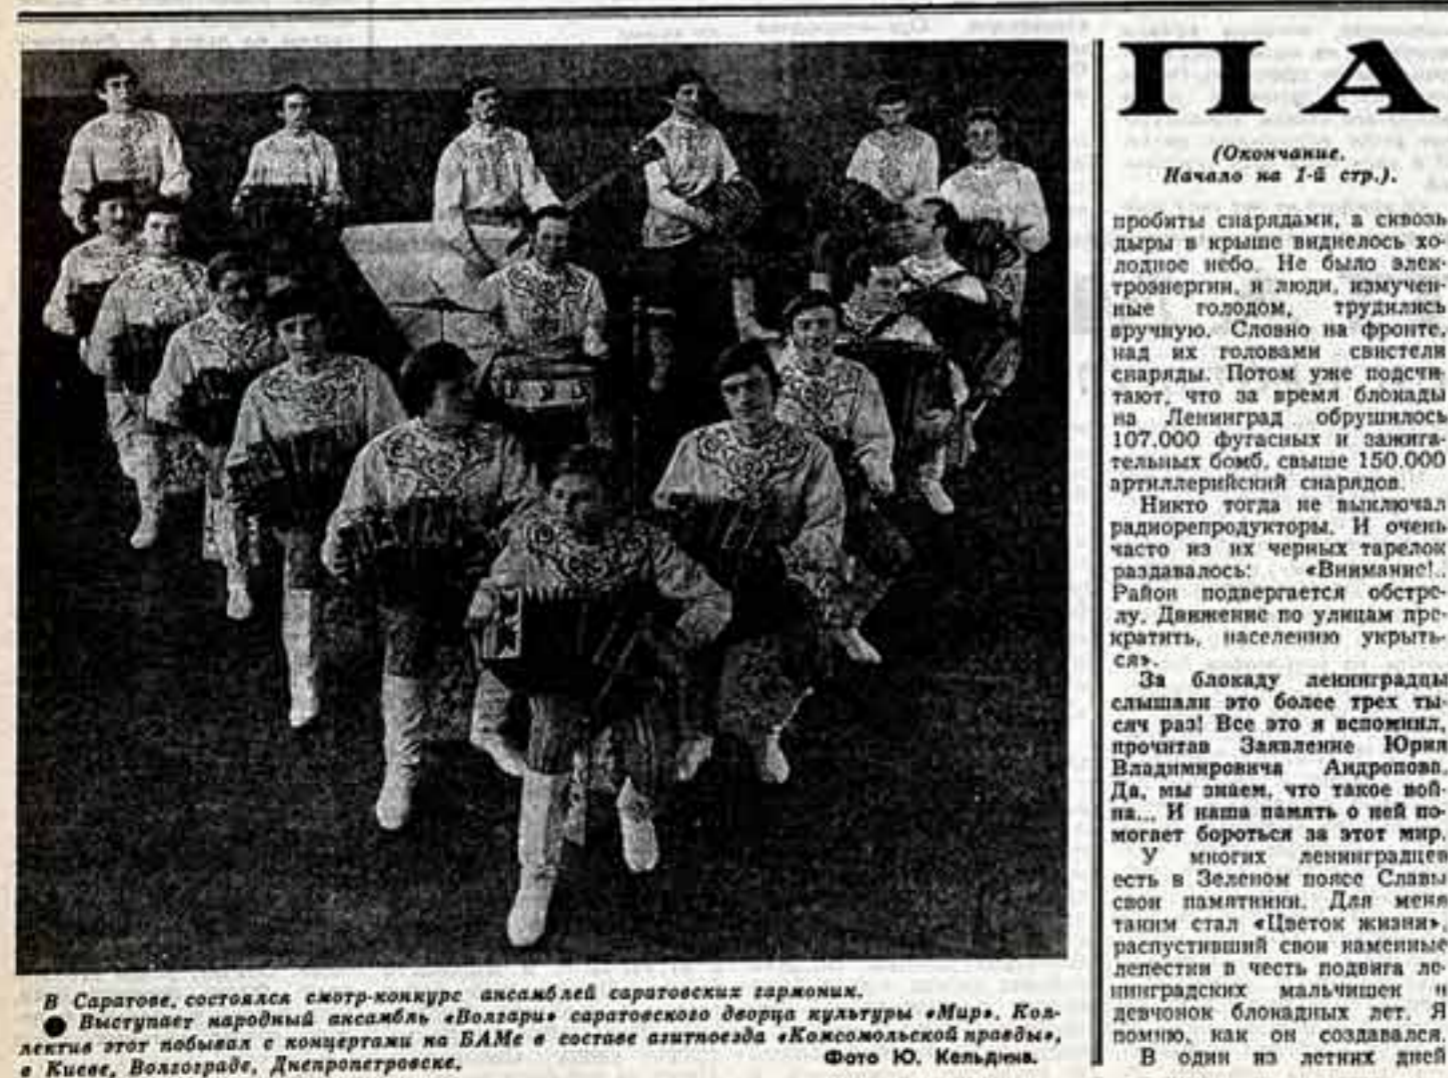 В Саратове, состоялся смотр-конкурс ансамблей саратовских гармоник.
● Выступает народный ансамбль «Волгари» саратовского дворца культуры «Мир». Кол-
лектив этот побывал с концертами на БАМе в составе агитпоезда «Комсомольской правды»,
в Киеве, Волгограде, Днепропетровске.
Фото Ю. Кельдина.
ПА
(Окончание.
Начало на 1-й стр.).
пробиты снарядами, а сквозь
дыры в крыше виднелось хо-
лодное небо. Не было элек-
троэнергии, и люди, измучен-
ные голодом, трудились
вручную. Словно на фронте,
над их головами свистели
снаряды. Потом уже подсчи-
тают, что за время блокады
на Ленинград обрушилось
107.000 фугасных и зажига-
тельных бомб, свыше 150.000
артиллерийский снарядов.
Никто тогда не выключал
радиорепродукторы. И очень
часто из их черных тарелок
раздавалось: «Внимание!..
Район подвергается обстре-
лу. Движение по улицам пре-
кратить, населению укрыть-
ся».
За блокаду ленинградцы
слышали это более трех ты-
сяч раз! Все это я вспомнил,
прочитав Заявление Юрия
Владимировича Андропова.
Да, мы знаем, что такое вой-
на... И наша память о ней по-
могает бороться за этот мир.
У многих ленинградцев
есть в Зеленом поясе Славы
свои памятники. Для меня
таким стал «Цветок жизни»,
распустивший свои каменные
лепестки в честь подвига ле-
нинградских мальчишек и
девчонок блокадных лет. Я
помню, как он создавался.
В один из летних дней